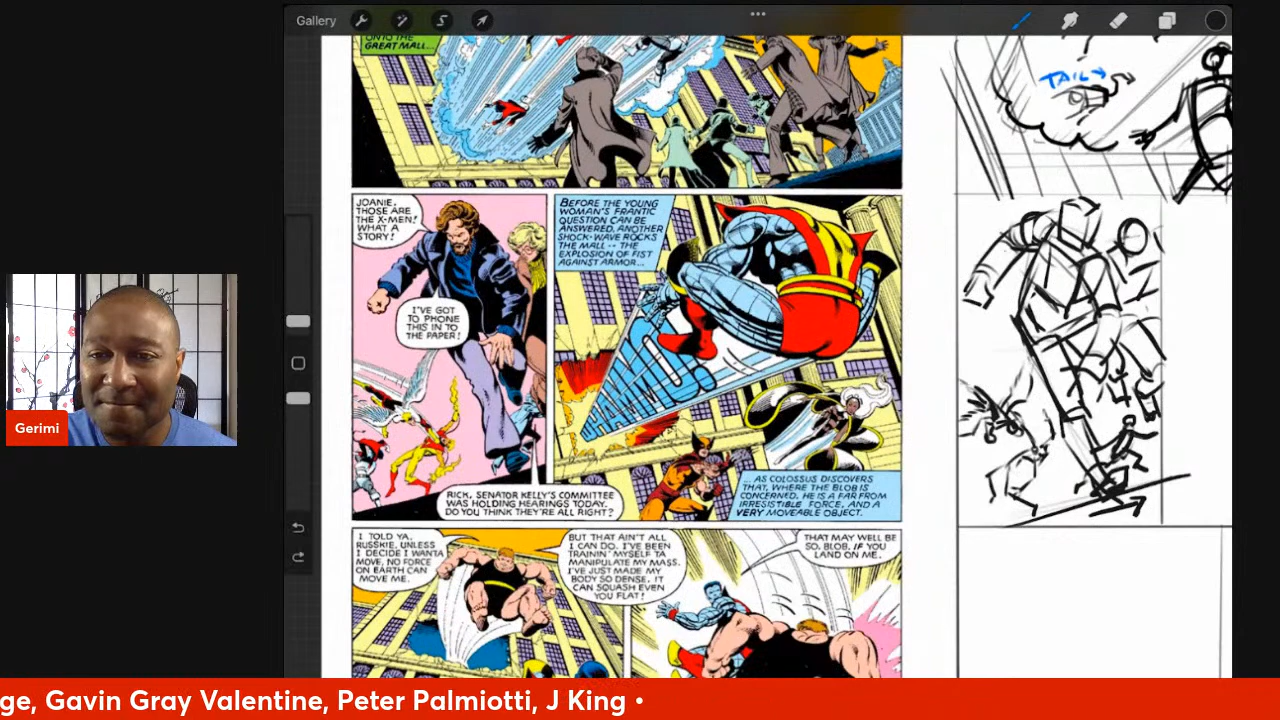 Gallery
ONTO THE
GREAT MALL...
TAIL
JOANIE,
THOSE ARE
THE X-MEN!
WHAT A
STORY!
I'VE GOT
TO PHONE
THIS IN TO
THE PAPER!
RICK, SENATOR KELLY'S COMMITTEE
WAS HOLDING HEARINGS TODAY.
DO YOU THINK THEY'RE ALL RIGHT?
BEFORE THE YOUNG
WOMAN'S FRANTIC
QUESTION CAN BE
ANSWERED, ANOTHER
SHOCK-WAVE ROCKS
THE MALL -- THE
EXPLOSION OF FIST
AGAINST ARMOR...
WHAMMO!
... AS COLOSSUS DISCOVERS
THAT, WHERE THE BLOB IS
CONCERNED, HE IS A FAR FROM
IRRESISTIBLE FORCE, AND A
VERY MOVEABLE OBJECT.
I TOLD YA,
RUSSKIE, UNLESS
I DECIDE I WANTA
MOVE, NO FORCE
ON EARTH CAN
MOVE ME.
BUT THAT AIN'T ALL
I CAN DO. I'VE BEEN
TRAININ' MYSELF TA
MANIPULATE MY MASS.
I'VE JUST MADE MY
BODY SO DENSE, IT
CAN SQUASH EVEN
YOU FLAT!
THAT MAY WELL BE
SO, BLOB, IF YOU
LAND ON ME.
Gerimi
ge, Gavin Gray Valentine, Peter Palmiotti, J King •